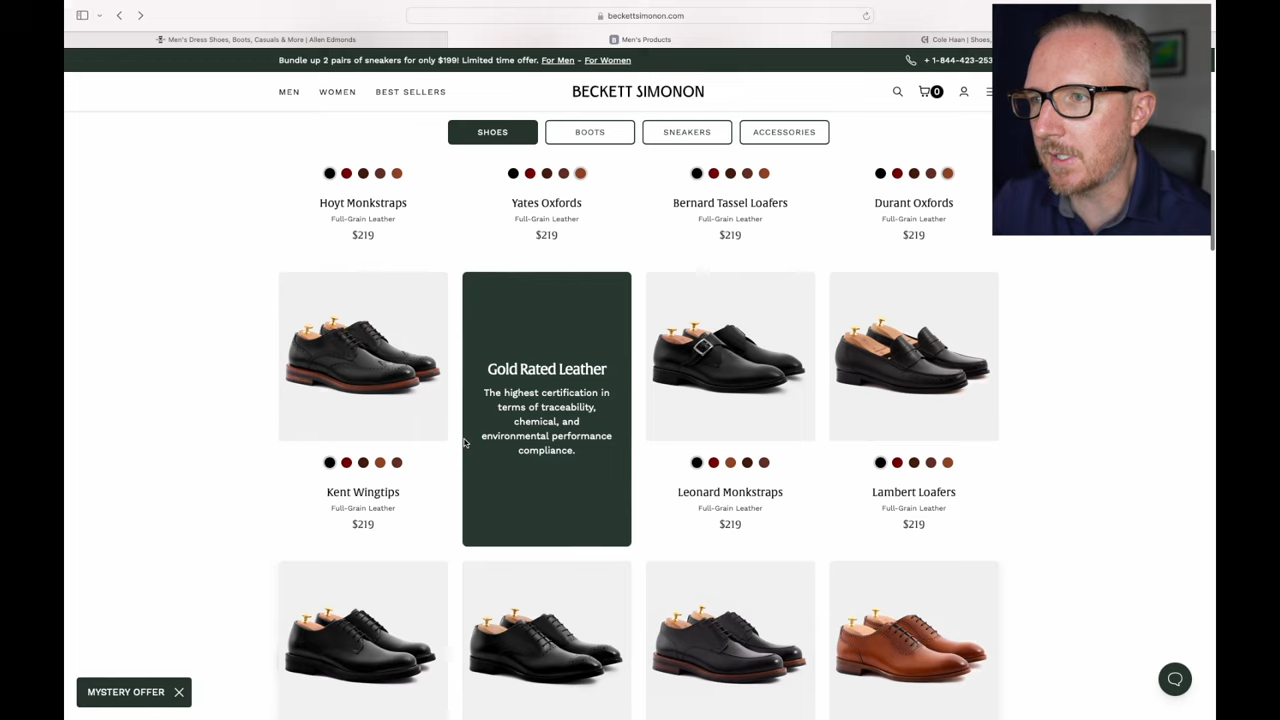 beckettsimonon.com
Men's Dress Shoes, Boots, Casuals & More | Allen Edmonds
Men's Products
Cole Haan | Shoes,
Bundle up 2 pairs of sneakers for only $199! Limited time offer. For Men - For Women
+ 1-844-423-253
MEN WOMEN BEST SELLERS
BECKETT SIMONON
0
SHOES BOOTS SNEAKERS ACCESSORIES
Hoyt Monkstraps
Full-Grain Leather
$219
Yates Oxfords
Full-Grain Leather
$219
Bernard Tassel Loafers
Full-Grain Leather
$219
Durant Oxfords
Full-Grain Leather
$219
Kent Wingtips
Full-Grain Leather
$219
Gold Rated Leather
The highest certification in
terms of traceability,
chemical, and
environmental performance
compliance.
Leonard Monkstraps
Full-Grain Leather
$219
Lambert Loafers
Full-Grain Leather
$219
MYSTERY OFFER